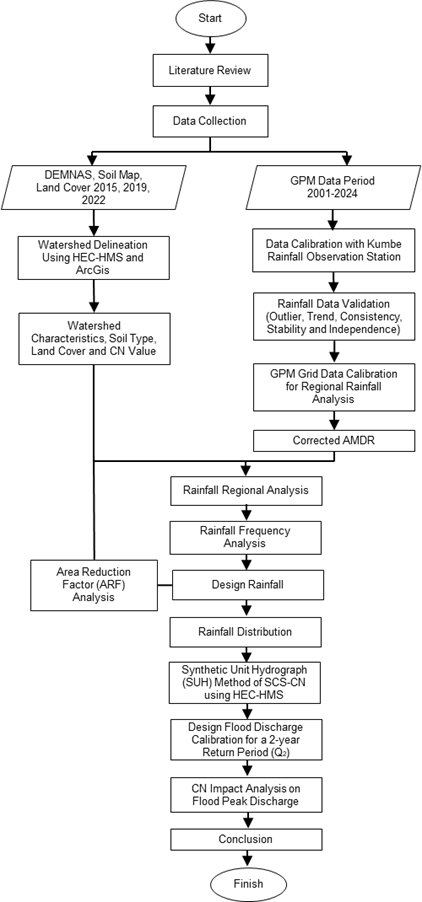 Start
Literature Review
Data Collection
DEMNAS, Soil Map,
Land Cover 2015, 2019,
2022
GPM Data Period
2001-2024
Watershed Delineation
Using HEC-HMS and
ArcGis
Data Calibration with Kumbe
Rainfall Observation Station
Rainfall Data Validation
(Outlier, Trend, Consistency,
Stability and Independence)
Watershed
Characteristics, Soil Type,
Land Cover and CN Value
GPM Grid Data Calibration
for Regional Rainfall
Analysis
Corrected AMDR
Rainfall Regional Analysis
Rainfall Frequency
Analysis
Area Reduction
Factor (ARF)
Analysis
Design Rainfall
Rainfall Distribution
Synthetic Unit Hydrograph
(SUH) Method of SCS-CN
using HEC-HMS
Design Flood Discharge
Calibration for a 2-year
Return Period (Q₂)
CN Impact Analysis on
Flood Peak Discharge
Conclusion
Finish